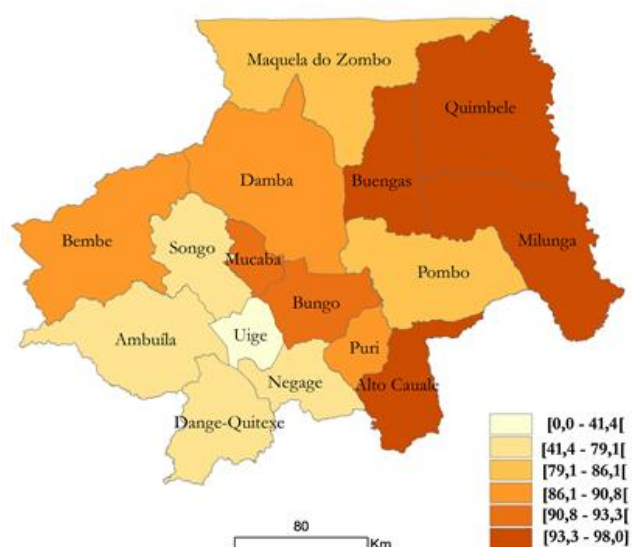 Maquela do Zombo
Quimbele
Damba
Buengas
Bembe
Songo
Mucaba
Milunga
Pombo
Bungo
Ambuíla
Uige
Puri
Negage
Alto Cauale
Dange-Quitexe
[0,0 - 41,4[
[41,4 - 79,1[
[79,1 - 86,1[
[86,1 - 90,8[
[90,8 - 93,3[
[93,3 - 98,0]
80
Km